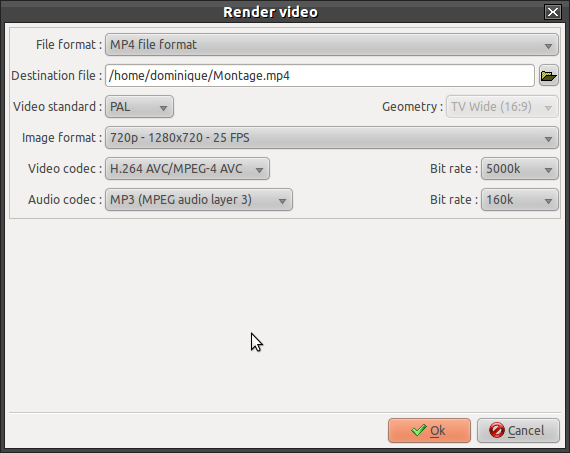 Render video
File format : MP4 file format
Destination file : /home/dominique/Montage.mp4
Video standard : PAL Geometry : TV Wide (16:9)
Image format : 720p - 1280x720 - 25 FPS
Video codec : H.264 AVC/MPEG-4 AVC Bit rate : 5000k
Audio codec : MP3 (MPEG audio layer 3) Bit rate : 160k
Ok Cancel